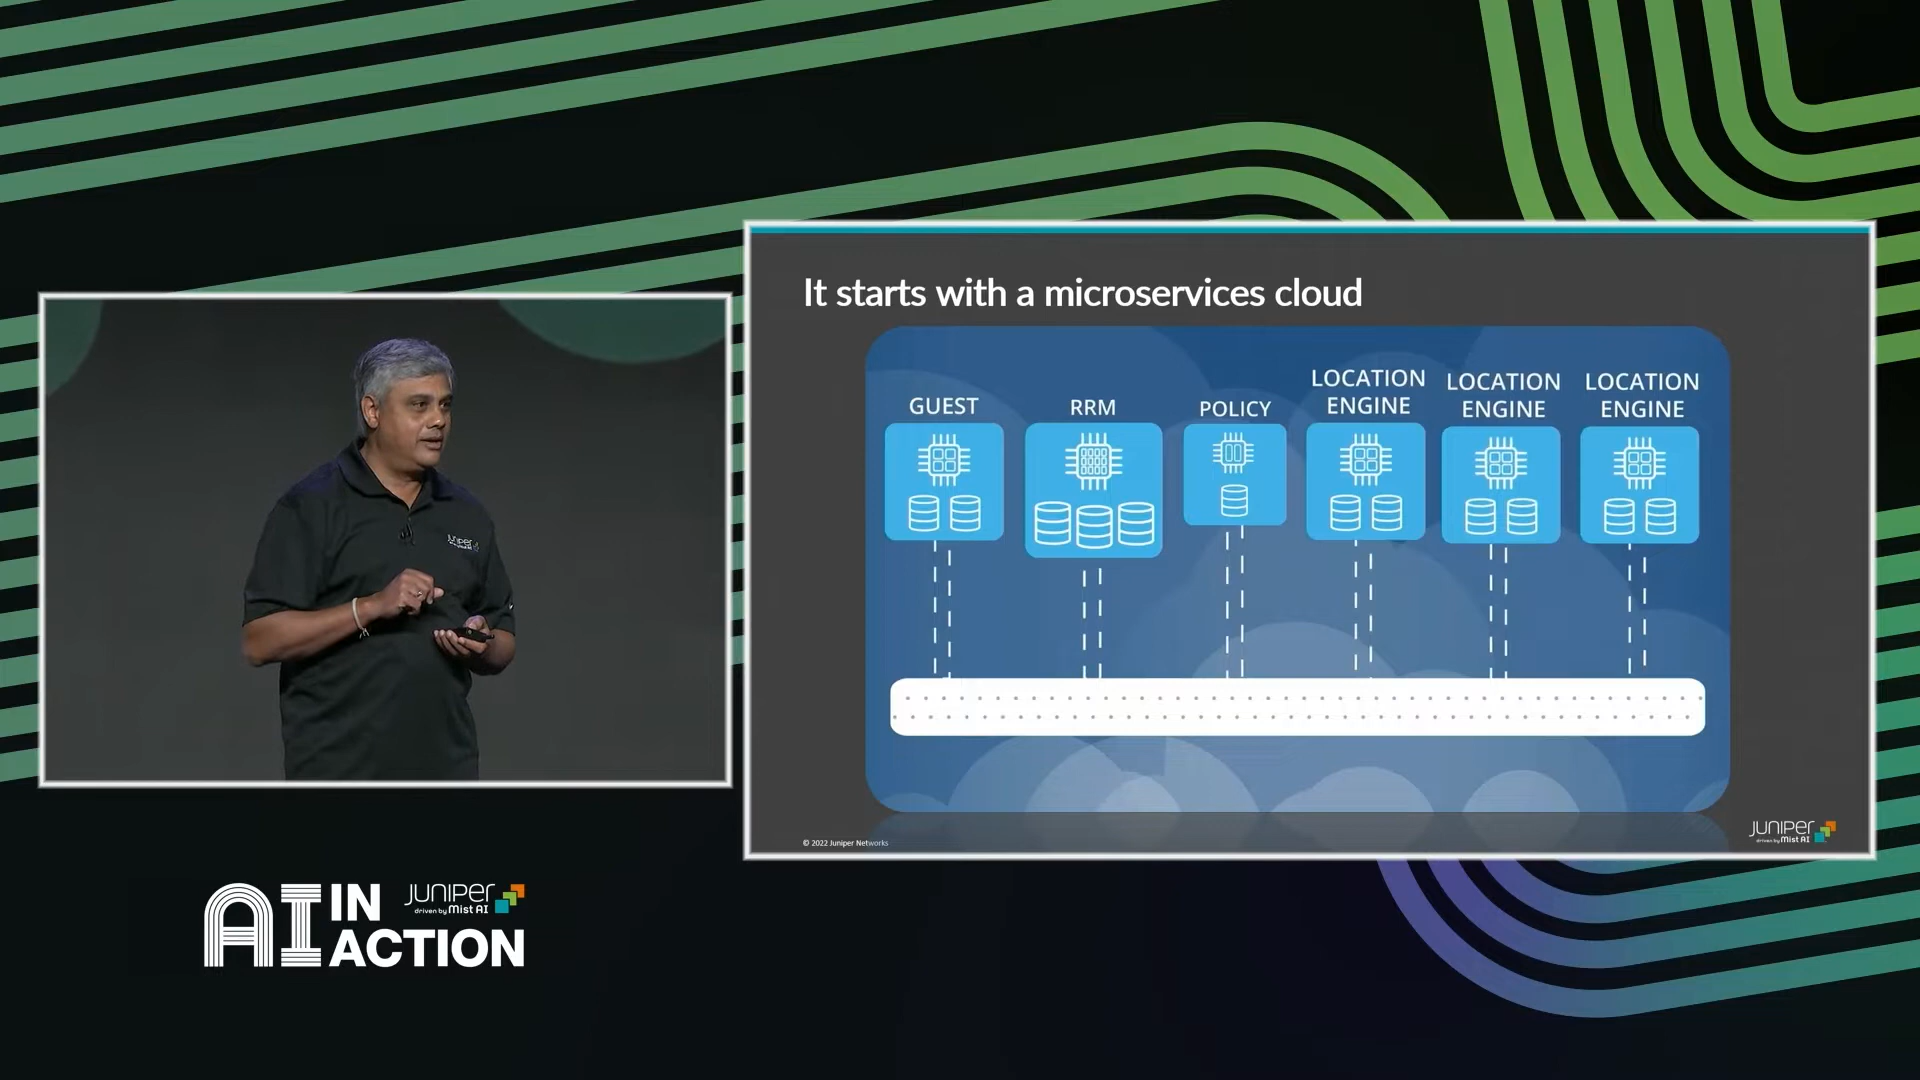 It starts with a microservices cloud
GUEST
RRM
POLICY
LOCATION
ENGINE
LOCATION
ENGINE
LOCATION
ENGINE
© 2022 Juniper Networks
JUNIPER
driven by Mist AI
Juniper
AI IN
ACTION
JUNIPER
driven by Mist AI